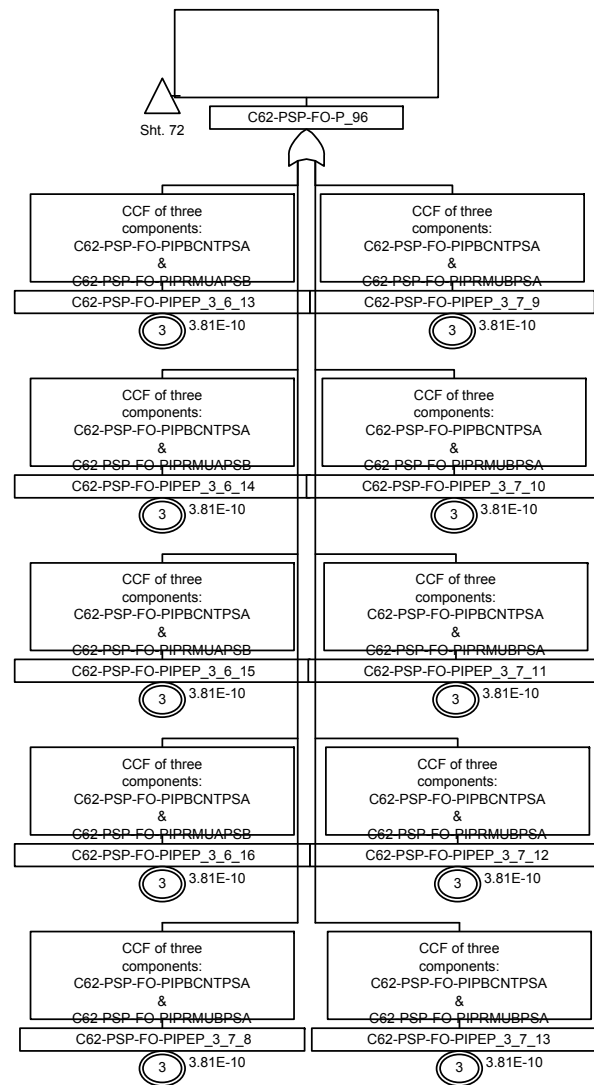 Sht. 72
C62-PSP-FO-P_96
CCF of three
components:
C62-PSP-FO-PIPBCNTPSA
&
C62-PSP-FO-PIPRMUAPSB
C62-PSP-FO-PIPEP_3_6_13
3
3.81E-10
CCF of three
components:
C62-PSP-FO-PIPBCNTPSA
&
C62-PSP-FO-PIPRMUBPSA
C62-PSP-FO-PIPEP_3_7_9
3
3.81E-10
CCF of three
components:
C62-PSP-FO-PIPBCNTPSA
&
C62-PSP-FO-PIPRMUAPSB
C62-PSP-FO-PIPEP_3_6_14
3
3.81E-10
CCF of three
components:
C62-PSP-FO-PIPBCNTPSA
&
C62-PSP-FO-PIPRMUBPSA
C62-PSP-FO-PIPEP_3_7_10
3
3.81E-10
CCF of three
components:
C62-PSP-FO-PIPBCNTPSA
&
C62-PSP-FO-PIPRMUAPSB
C62-PSP-FO-PIPEP_3_6_15
3
3.81E-10
CCF of three
components:
C62-PSP-FO-PIPBCNTPSA
&
C62-PSP-FO-PIPRMUBPSA
C62-PSP-FO-PIPEP_3_7_11
3
3.81E-10
CCF of three
components:
C62-PSP-FO-PIPBCNTPSA
&
C62-PSP-FO-PIPRMUAPSB
C62-PSP-FO-PIPEP_3_6_16
3
3.81E-10
CCF of three
components:
C62-PSP-FO-PIPBCNTPSA
&
C62-PSP-FO-PIPRMUBPSA
C62-PSP-FO-PIPEP_3_7_12
3
3.81E-10
CCF of three
components:
C62-PSP-FO-PIPBCNTPSA
&
C62-PSP-FO-PIPRMUBPSA
C62-PSP-FO-PIPEP_3_7_8
3
3.81E-10
CCF of three
components:
C62-PSP-FO-PIPBCNTPSA
&
C62-PSP-FO-PIPRMUBPSA
C62-PSP-FO-PIPEP_3_7_13
3
3.81E-10